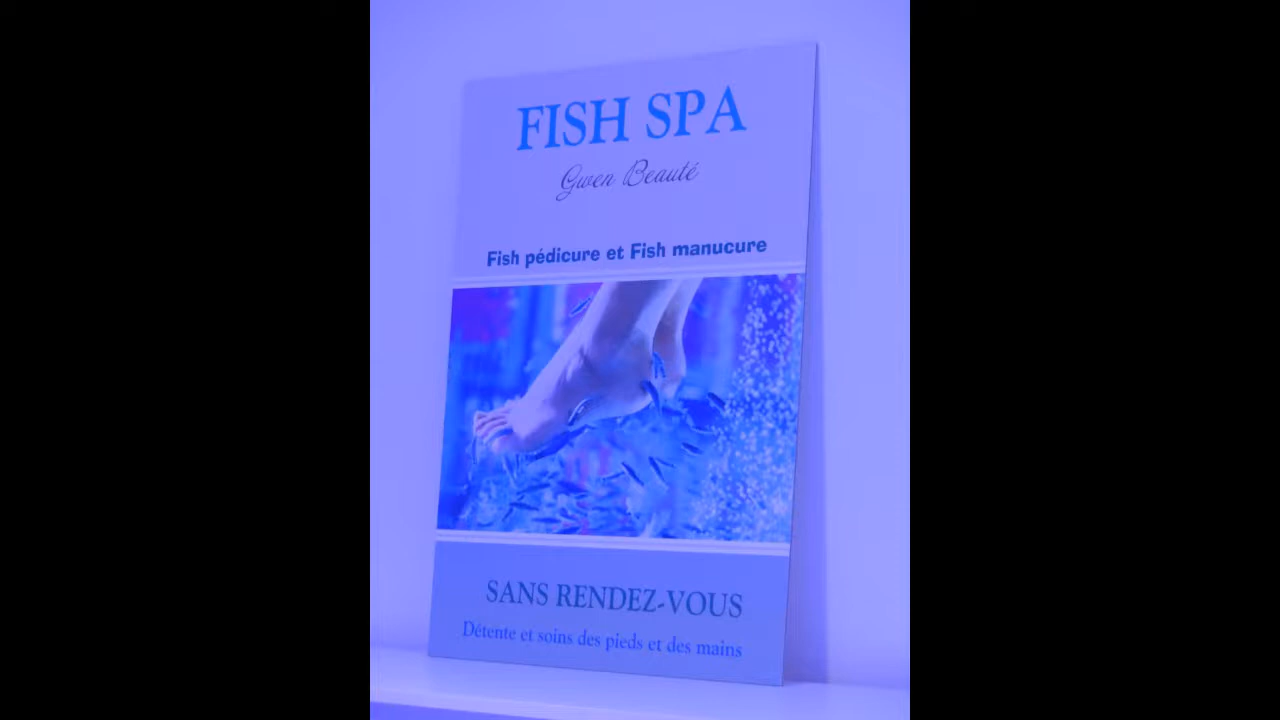 FISH SPA
Gwen Beauté
Fish pédicure et Fish manucure
SANS RENDEZ-VOUS
Détente et soins des pieds et des mains